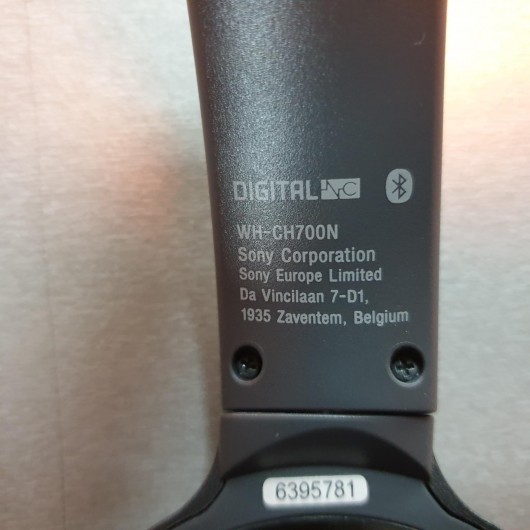 DIGITAL NC
WH-CH700N
Sony Corporation
Sony Europe Limited
Da Vincilaan 7-D1,
1935 Zaventem, Belgium
6395781